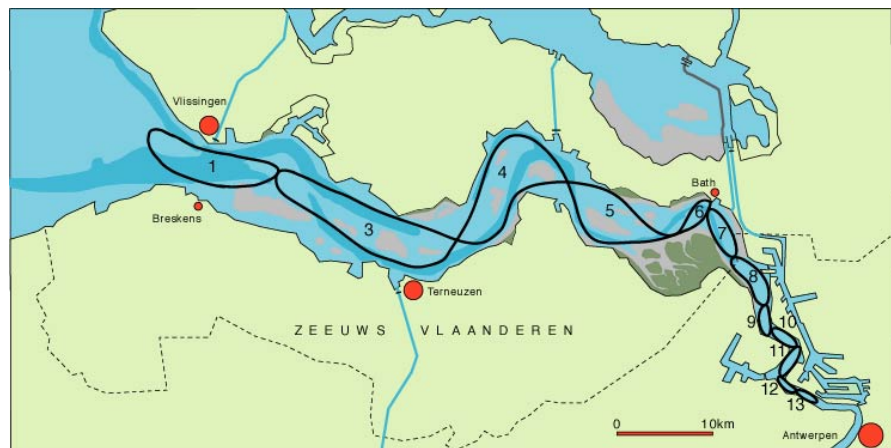 Vlissingen
1
Breskens
3
4
Terneuzen
5
Bath
6
7
8
9
10
11
12
13
ZEEUWS VLAANDEREN
0 10km
Antwerpen